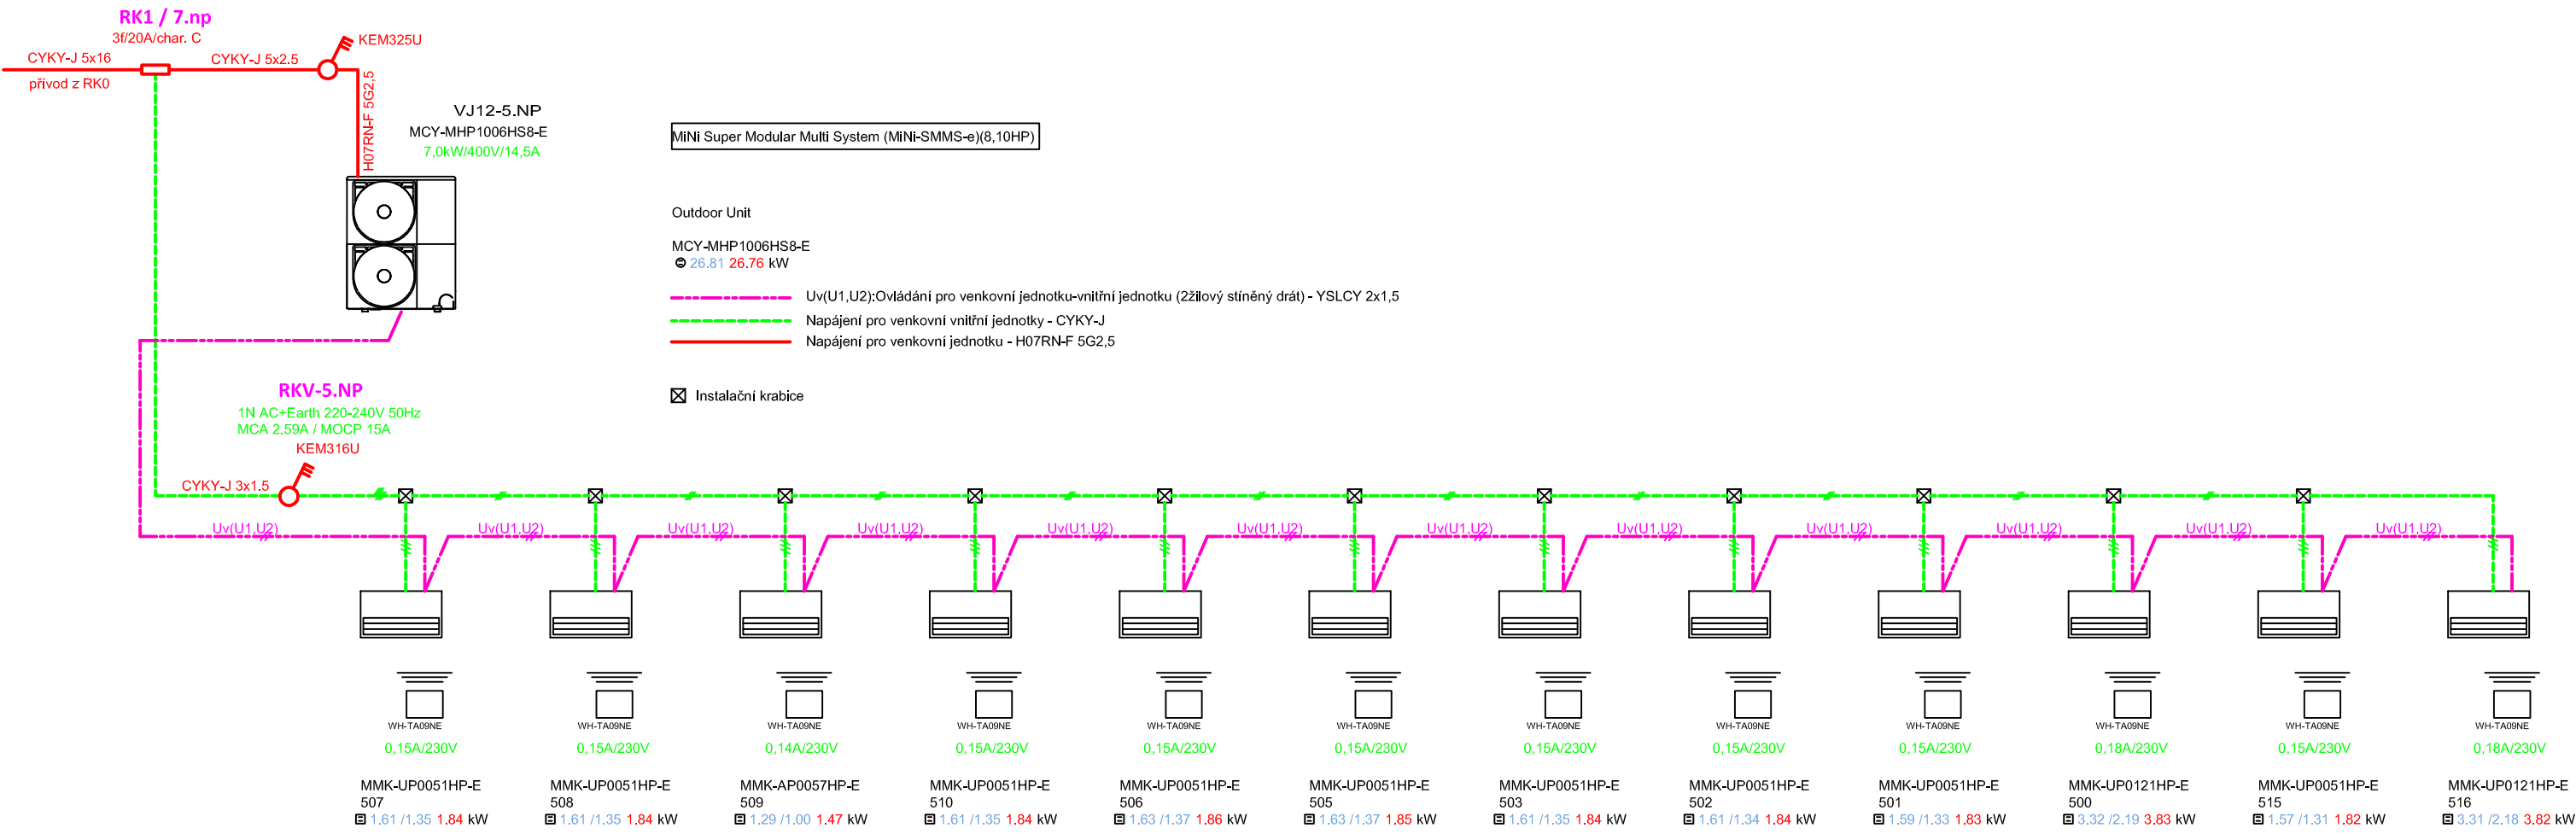 RK1 / 7.np
3f/20A/char. C
KEM325U
CYKY-J 5x16
CYKY-J 5x2.5
přívod z RK0
H07RN-F 5G2,5
VJ12-5.NP
MCY-MHP1006HS8-E
7,0kW/400V/14,5A
MiNi Super Modular Multi System (MiNi-SMMS-e)(8,10HP)
Outdoor Unit
MCY-MHP1006HS8-E
26.81 26.76 kW
Uv(U1,U2):Ovládání pro venkovní jednotku-vnitřní jednotku (2žilový stíněný drát) - YSLCY 2x1,5
Napájení pro venkovní vnitřní jednotky - CYKY-J
Napájení pro venkovní jednotku - H07RN-F 5G2,5
Instalační krabice
RKV-5.NP
1N AC+Earth 220-240V 50Hz
MCA 2.59A / MOCP 15A
KEM316U
CYKY-J 3x1.5
Uv(U1,U2) Uv(U1,U2) Uv(U1,U2) Uv(U1,U2) Uv(U1,U2) Uv(U1,U2) Uv(U1,U2) Uv(U1,U2) Uv(U1,U2) Uv(U1,U2) Uv(U1,U2) Uv(U1,U2)
WH-TA09NE WH-TA09NE WH-TA09NE WH-TA09NE WH-TA09NE WH-TA09NE WH-TA09NE WH-TA09NE WH-TA09NE WH-TA09NE WH-TA09NE WH-TA09NE
0,15A/230V 0,15A/230V 0,14A/230V 0,15A/230V 0,15A/230V 0,15A/230V 0,15A/230V 0,15A/230V 0,15A/230V 0,18A/230V 0,15A/230V 0,18A/230V
MMK-UP0051HP-E MMK-UP0051HP-E MMK-AP0057HP-E MMK-UP0051HP-E MMK-UP0051HP-E MMK-UP0051HP-E MMK-UP0051HP-E MMK-UP0051HP-E MMK-UP0051HP-E MMK-UP0121HP-E MMK-UP0051HP-E MMK-UP0121HP-E
507 508 509 510 506 505 503 502 501 500 515 516
1.61 /1.35 1.84 kW 1.61 /1.35 1.84 kW 1.29 /1.00 1.47 kW 1.61 /1.35 1.84 kW 1.63 /1.37 1.86 kW 1.63 /1.37 1.85 kW 1.61 /1.35 1.84 kW 1.61 /1.34 1.84 kW 1.59 /1.33 1.83 kW 3.32 /2.19 3.83 kW 1.57 /1.31 1.82 kW 3.31 /2.18 3.82 kW